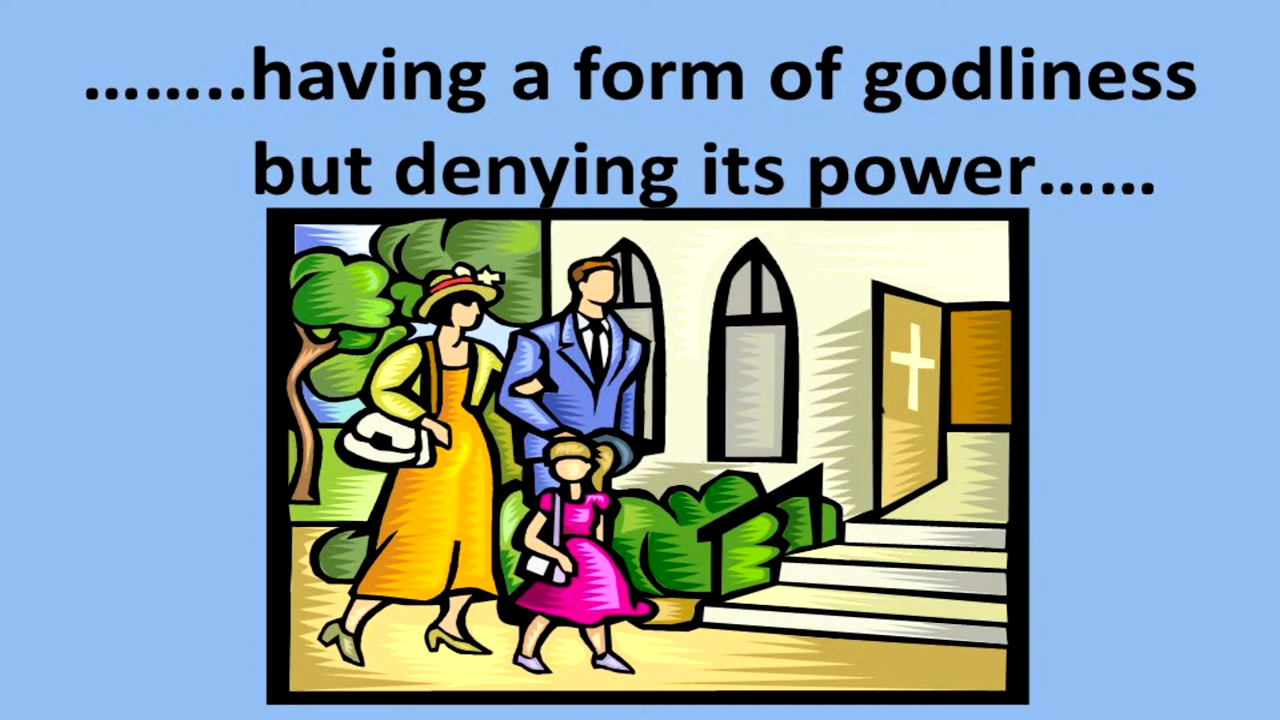 ........having a form of godliness
but denying its power......